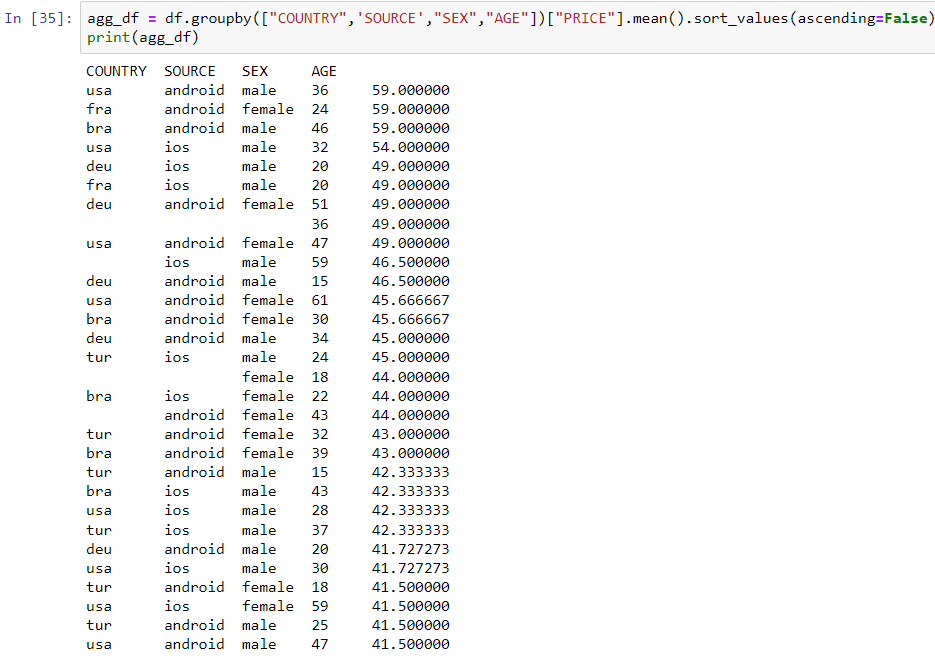 In [35]: agg_df = df.groupby(["COUNTRY",'SOURCE',"SEX","AGE"])["PRICE"].mean().sort_values(ascending=False)
print(agg_df)
COUNTRY  SOURCE   SEX     AGE
usa      android  male    36     59.000000
fra      android  female  24     59.000000
bra      android  male    46     59.000000
usa      ios      male    32     54.000000
deu      ios      male    20     49.000000
fra      ios      male    20     49.000000
deu      android  female  51     49.000000
                          36     49.000000
usa      android  female  47     49.000000
         ios      male    59     46.500000
deu      android  male    15     46.500000
usa      android  female  61     45.666667
bra      android  female  30     45.666667
deu      android  male    34     45.000000
tur      ios      male    24     45.000000
                  female  18     44.000000
bra      ios      female  22     44.000000
         android  female  43     44.000000
tur      android  female  32     43.000000
bra      android  female  39     43.000000
tur      android  male    15     42.333333
bra      ios      male    43     42.333333
usa      ios      male    28     42.333333
tur      ios      male    37     42.333333
deu      android  male    20     41.727273
usa      ios      male    30     41.727273
tur      android  female  18     41.500000
usa      ios      female  59     41.500000
tur      android  male    25     41.500000
usa      android  male    47     41.500000